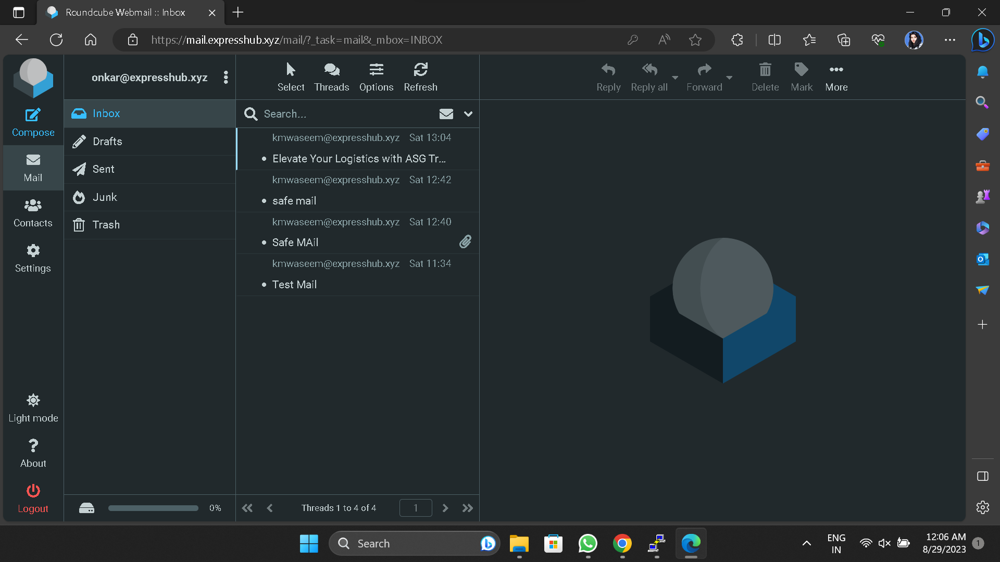 Roundcube Webmail :: Inbox
https://mail.expresshub.xyz/mail/?_task=mail&_mbox=INBOX
onkar@expresshub.xyz
Select Threads Options Refresh
Reply Reply all Forward Delete Mark More
Compose
Mail
Contacts
Settings
Light mode
About
Logout
Inbox
Drafts
Sent
Junk
Trash
0%
Search...
kmwaseem@expresshub.xyz Sat 13:04
• Elevate Your Logistics with ASG Tr...
kmwaseem@expresshub.xyz Sat 12:42
• safe mail
kmwaseem@expresshub.xyz Sat 12:40
• Safe MAil
kmwaseem@expresshub.xyz Sat 11:34
• Test Mail
Threads 1 to 4 of 4 1
Search
ENG
IN
12:06 AM
8/29/2023
1